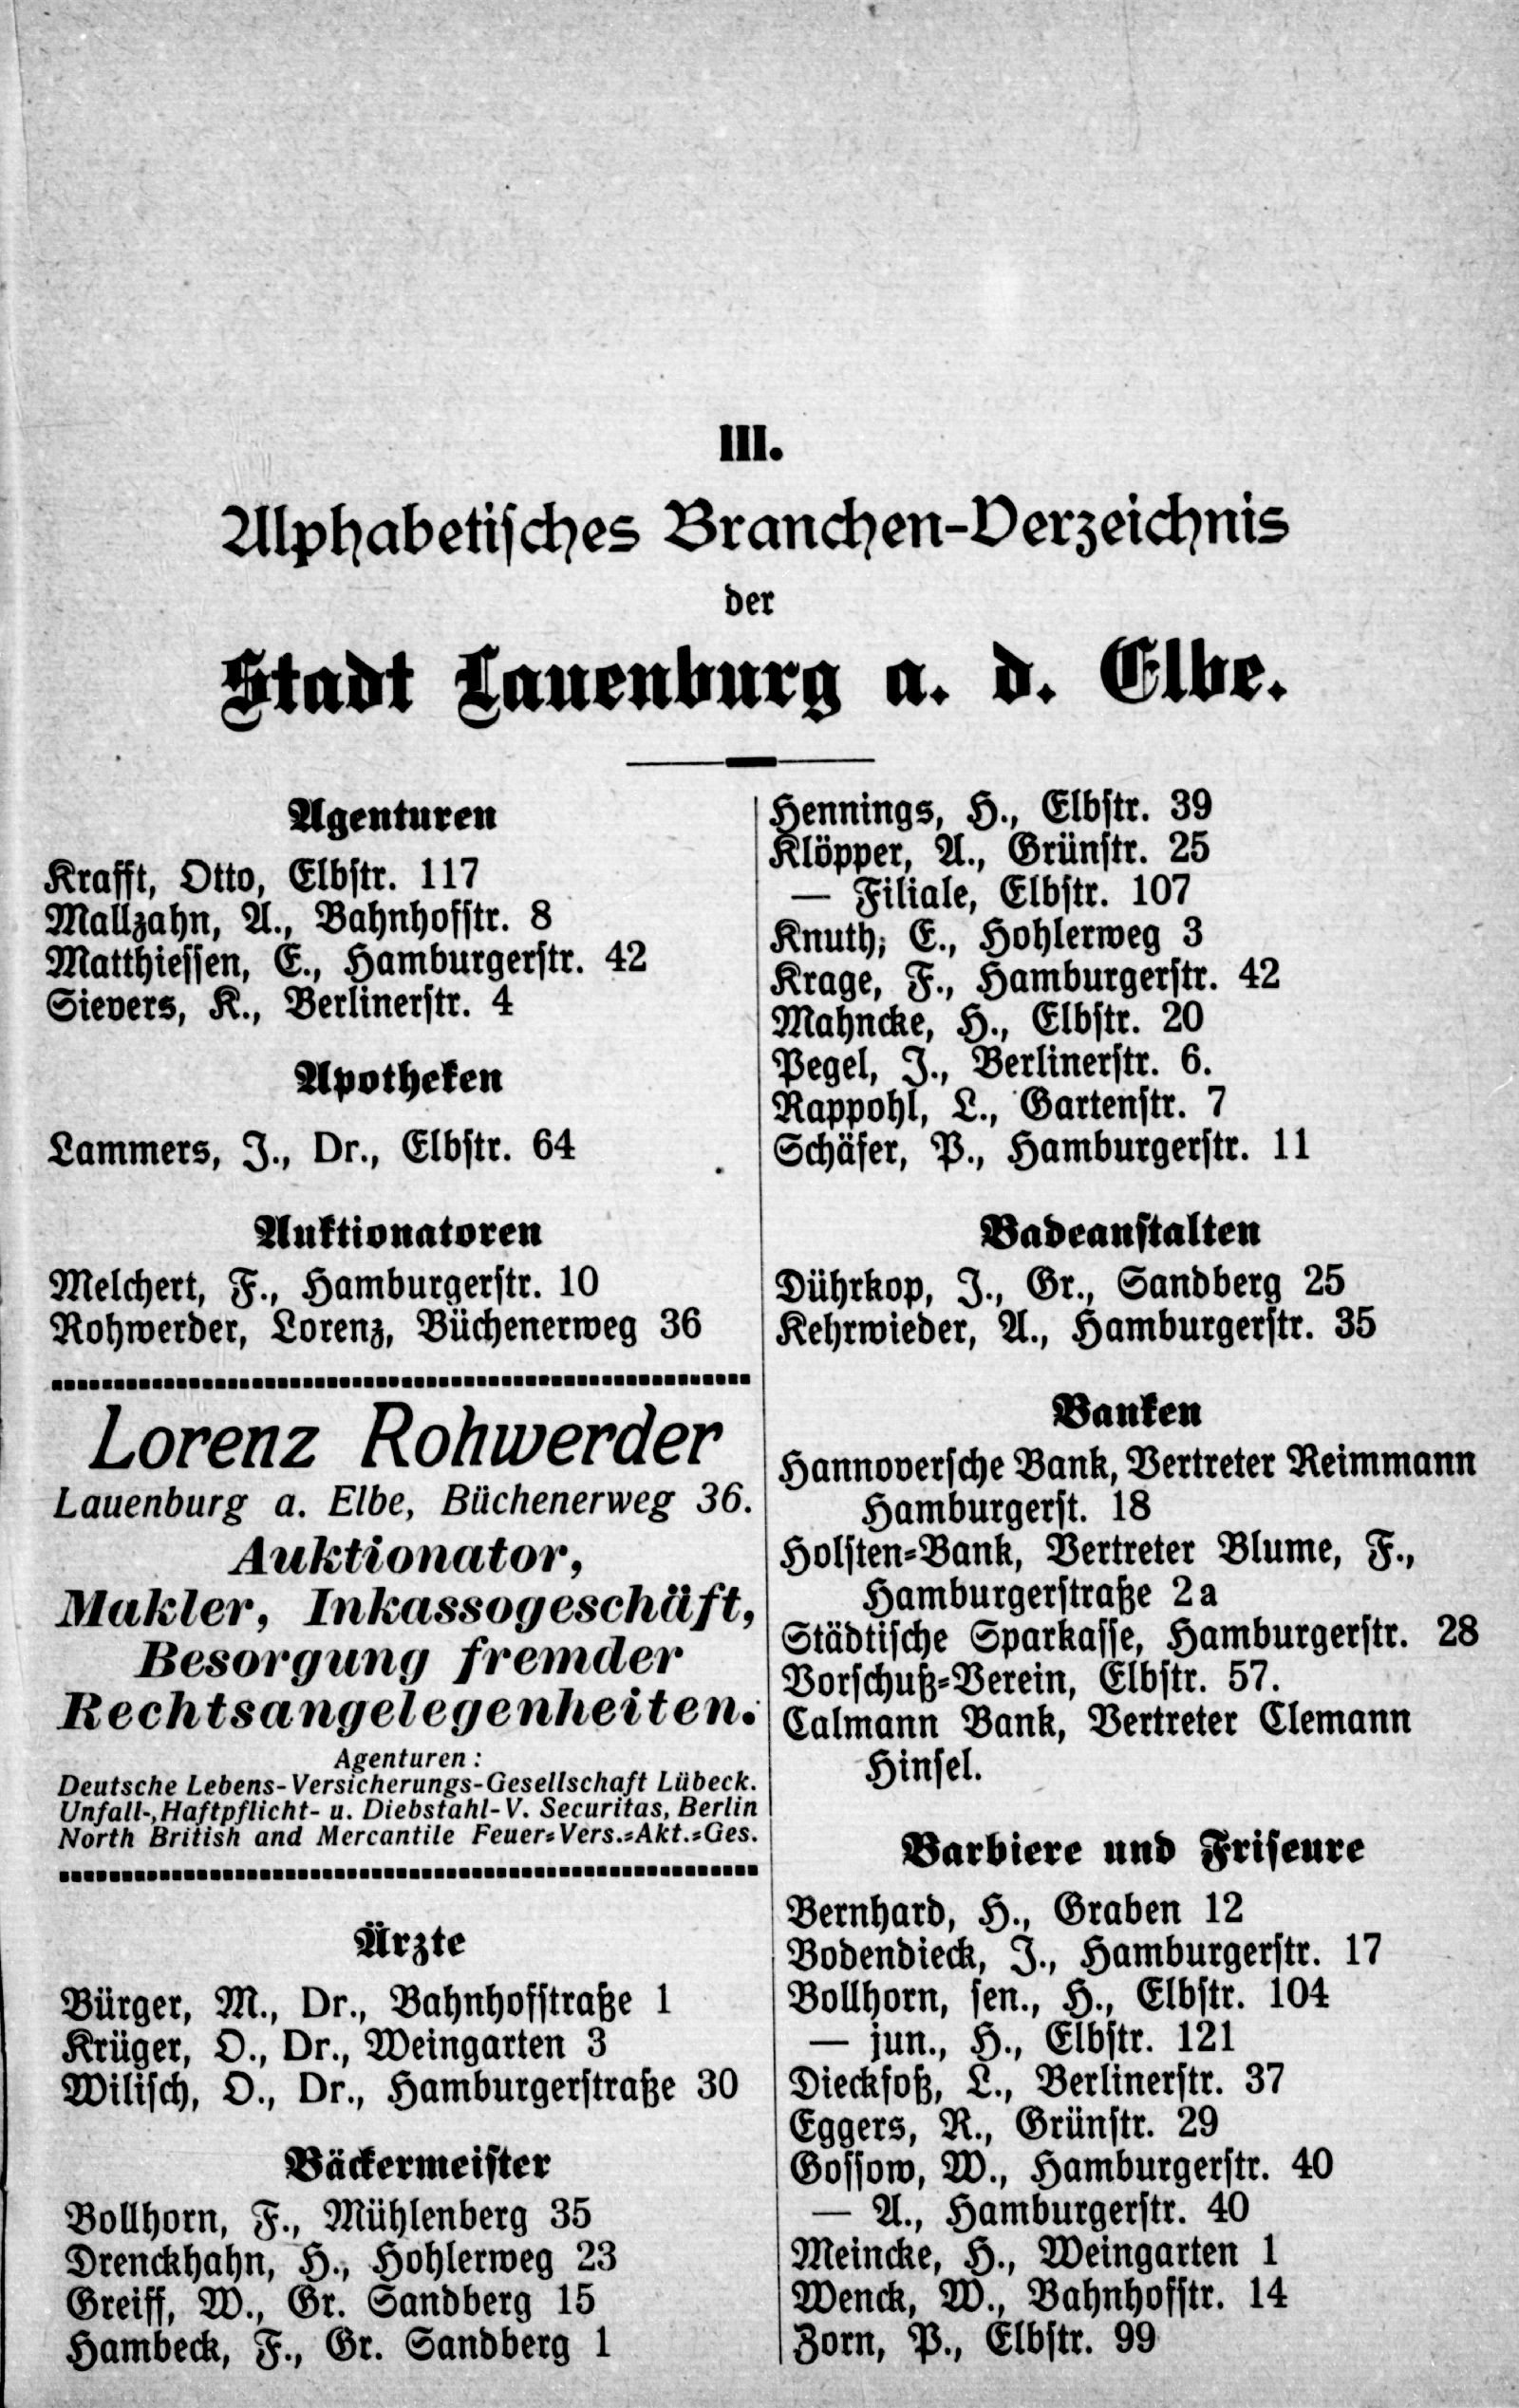 III.
Alphabetisches Branchen-Verzeichnis
der
Stadt Lauenburg a. d. Elbe.
Agenturen
Krafft, Otto, Elbstr. 117
Mallzahn, A., Bahnhofstr. 8
Matthiessen, E., Hamburgerstr. 42
Sievers, K., Berlinerstr. 4
Apotheken
Lammers, J., Dr., Elbstr. 64
Auktionatoren
Melchert, F., Hamburgerstr. 10
Rohwerder, Lorenz, Büchenerweg 36
Lorenz Rohwerder
Lauenburg a. Elbe, Büchenerweg 36.
Auktionator,
Makler, Inkassogeschäft,
Besorgung fremder
Rechtsangelegenheiten.
Agenturen:
Deutsche Lebens-Versicherungs-Gesellschaft Lübeck.
Unfall-, Haftpflicht- u. Diebstahl-V. Securitas, Berlin
North British and Mercantile Feuer-Vers.-Akt.-Ges.
Ärzte
Bürger, M., Dr., Bahnhofstraße 1
Krüger, O., Dr., Weingarten 3
Wilisch, O., Dr., Hamburgerstraße 30
Bäckermeister
Bollhorn, F., Mühlenberg 35
Drenckhahn, H., Hohlerweg 23
Greiff, W., Gr. Sandberg 15
Hambeck, F., Gr. Sandberg 1
Hennings, H., Elbstr. 39
Klöpper, A., Grünstr. 25
— Filiale, Elbstr. 107
Knuth; E., Hohlerweg 3
Krage, F., Hamburgerstr. 42
Mahncke, H., Elbstr. 20
Pegel, J., Berlinerstr. 6.
Rappohl, L., Gartenstr. 7
Schäfer, P., Hamburgerstr. 11
Badeanstalten
Dührkop, J., Gr., Sandberg 25
Kehrwieder, A., Hamburgerstr. 35
Banken
Hannoversche Bank, Vertreter Reimmann
Hamburgerst. 18
Holsten-Bank, Vertreter Blume, F.,
Hamburgerstraße 2a
Städtische Sparkasse, Hamburgerstr. 28
Vorschuß-Verein, Elbstr. 57.
Calmann Bank, Vertreter Clemann
Hinsel.
Barbiere und Friseure
Bernhard, H., Graben 12
Bodendieck, J., Hamburgerstr. 17
Bollhorn, sen., H., Elbstr. 104
— jun., H., Elbstr. 121
Dieckfoß, L., Berlinerstr. 37
Eggers, R., Grünstr. 29
Gossow, W., Hamburgerstr. 40
— A., Hamburgerstr. 40
Meincke, H., Weingarten 1
Wenck, W., Bahnhofstr. 14
Zorn, P., Elbstr. 99